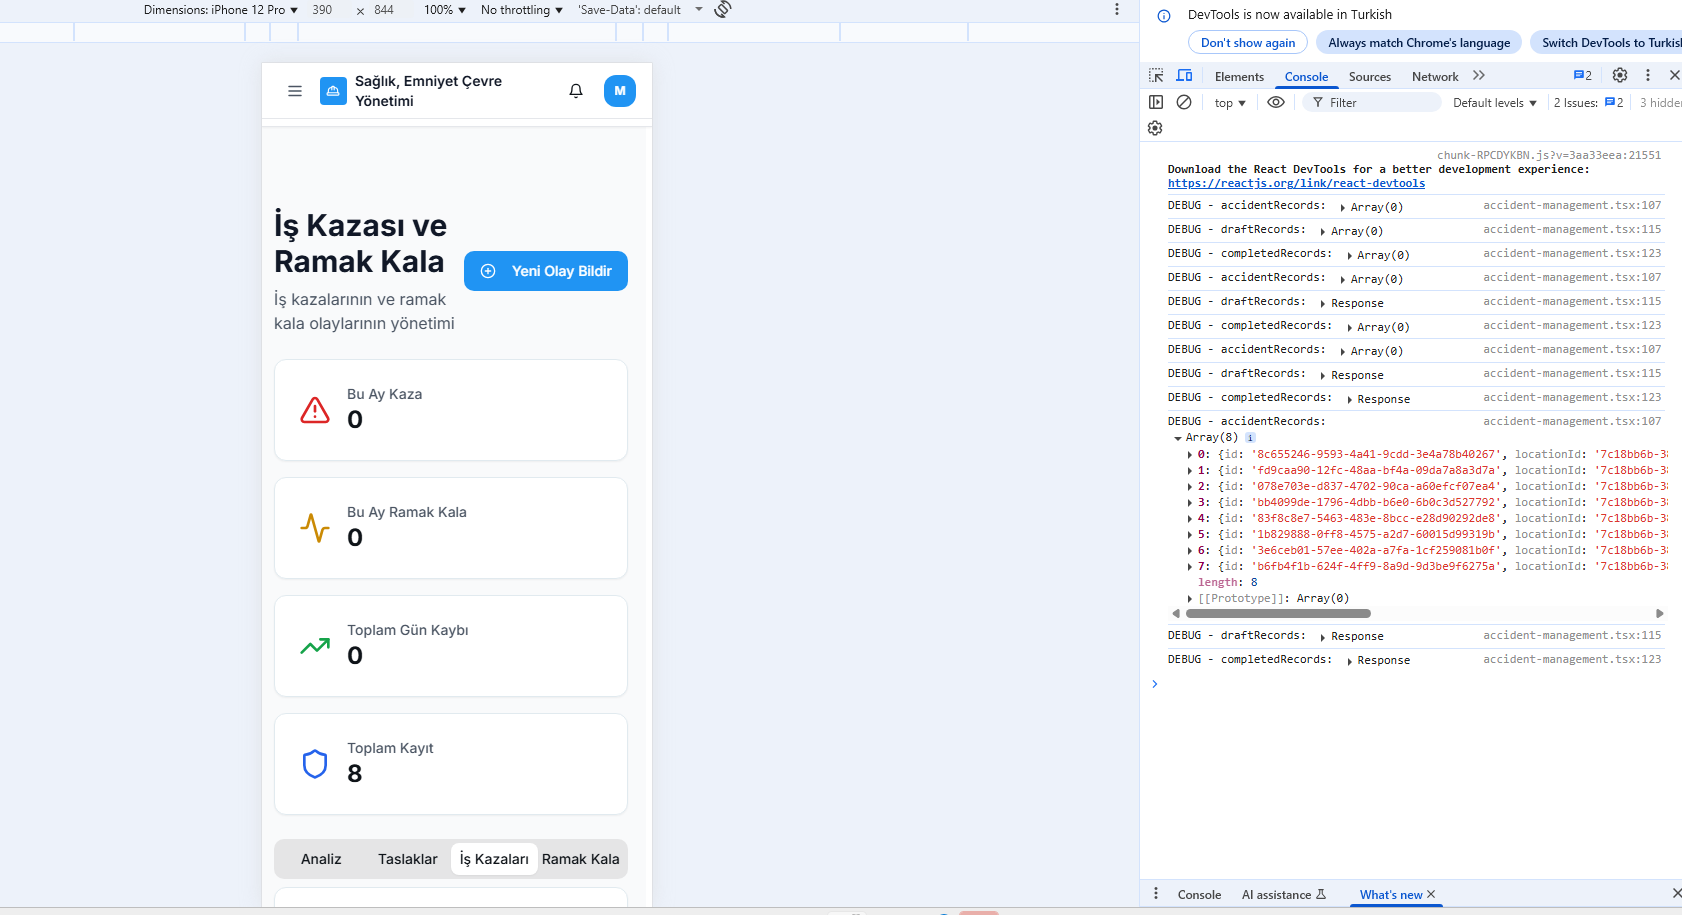 Dimensions: iPhone 12 Pro ▼ 390 × 844 100% ▼ No throttling ▼ 'Save-Data': default
Sağlık, Emniyet Çevre
Yönetimi
M
İş Kazası ve
Ramak Kala
Yeni Olay Bildir
İş kazalarının ve ramak
kala olaylarının yönetimi
Bu Ay Kaza
0
Bu Ay Ramak Kala
0
Toplam Gün Kaybı
0
Toplam Kayıt
8
Analiz Taslaklar İş Kazaları Ramak Kala
DevTools is now available in Turkish
Don't show again Always match Chrome's language Switch DevTools to Turkis
Elements Console Sources Network 2
top ▼ Filter Default levels ▼ 2 Issues: 2 3 hidde
chunk-RPCDYKBN.js?v=3aa33eea:21551
Download the React DevTools for a better development experience:
https://reactjs.org/link/react-devtools
DEBUG - accidentRecords: ▶ Array(0) accident-management.tsx:107
DEBUG - draftRecords: ▶ Array(0) accident-management.tsx:115
DEBUG - completedRecords: ▶ Array(0) accident-management.tsx:123
DEBUG - accidentRecords: ▶ Array(0) accident-management.tsx:107
DEBUG - draftRecords: ▶ Response accident-management.tsx:115
DEBUG - completedRecords: ▶ Array(0) accident-management.tsx:123
DEBUG - accidentRecords: ▶ Array(0) accident-management.tsx:107
DEBUG - draftRecords: ▶ Response accident-management.tsx:115
DEBUG - completedRecords: ▶ Response accident-management.tsx:123
DEBUG - accidentRecords: accident-management.tsx:107
▼ Array(8) i
▶ 0: {id: '8c655246-9593-4a41-9cdd-3e4a78b40267', locationId: '7c18bb6b-38
▶ 1: {id: 'fd9caa90-12fc-48aa-bf4a-09da7a8a3d7a', locationId: '7c18bb6b-38
▶ 2: {id: '078e703e-d837-4702-90ca-a60efcf07ea4', locationId: '7c18bb6b-38
▶ 3: {id: 'bb4099de-1796-4dbb-b6e0-6b0c3d527792', locationId: '7c18bb6b-38
▶ 4: {id: '83f8c8e7-5463-483e-8bcc-e28d90292de8', locationId: '7c18bb6b-38
▶ 5: {id: '1b829888-0ff8-4575-a2d7-60015d99319b', locationId: '7c18bb6b-38
▶ 6: {id: '3e6ceb01-57ee-402a-a7fa-1cf259081b0f', locationId: '7c18bb6b-38
▶ 7: {id: 'b6fb4f1b-624f-4ff9-8a9d-9d3be9f6275a', locationId: '7c18bb6b-38
length: 8
▶ [[Prototype]]: Array(0)
DEBUG - draftRecords: ▶ Response accident-management.tsx:115
DEBUG - completedRecords: ▶ Response accident-management.tsx:123
Console AI assistance What's new